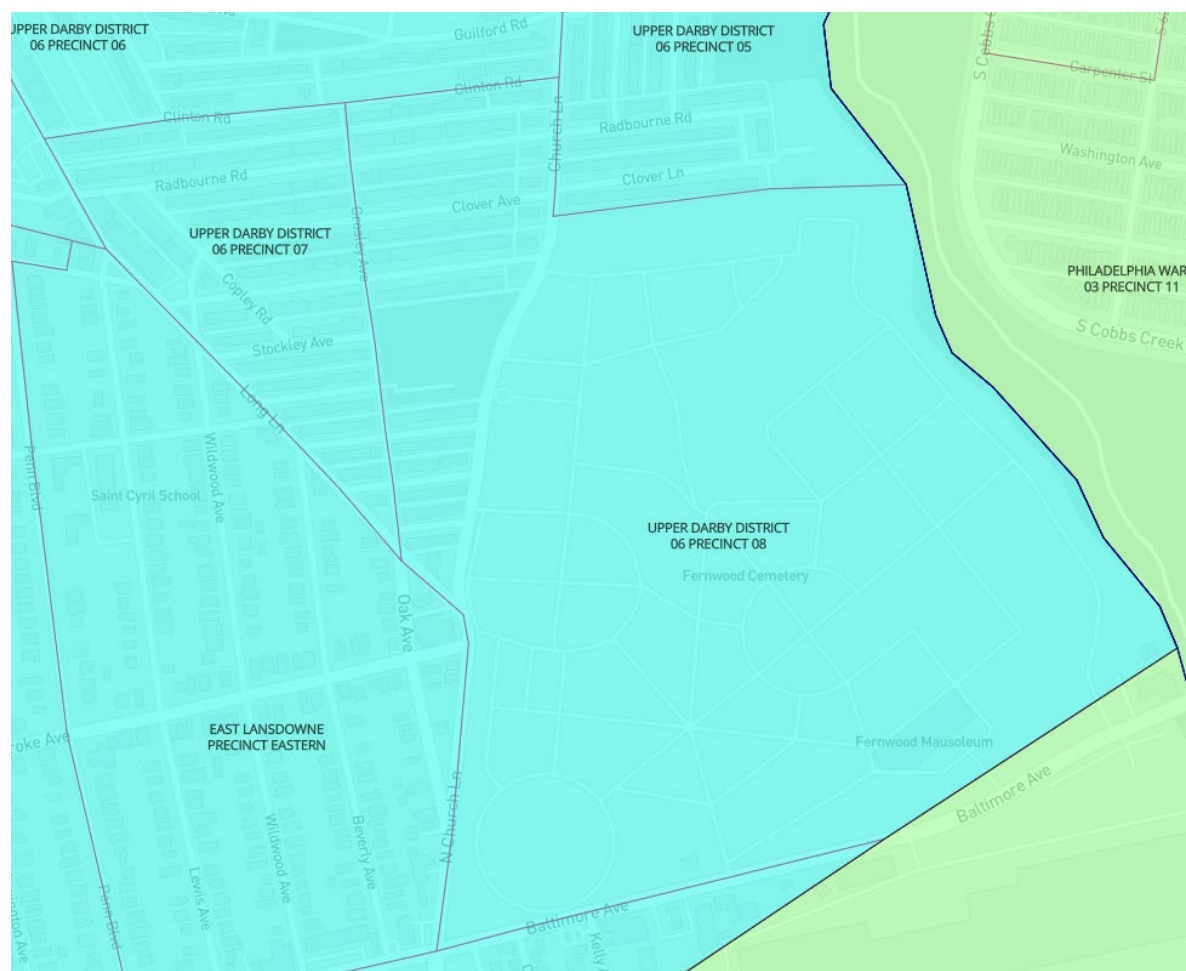 UPPER DARBY DISTRICT
06 PRECINCT 06
Guilford Rd
UPPER DARBY DISTRICT
06 PRECINCT 05
Clinton Rd
Clinton Rd
Carpenter St
S Cobbs C
S 6
Church Ln
Radbourne Rd
Washington Ave
Radbourne Rd
Clover Ln
Clover Ave
Crosley Ave
UPPER DARBY DISTRICT
06 PRECINCT 07
PHILADELPHIA WAR
03 PRECINCT 11
Copley Rd
S Cobbs Creek
Stockley Ave
Long Ln
Penn Blvd
Wildwood Ave
Saint Cyril School
UPPER DARBY DISTRICT
06 PRECINCT 08
Fernwood Cemetery
Oak Ave
EAST LANSDOWNE
PRECINCT EASTERN
roke Ave
Fernwood Mausoleum
Baltimore Ave
N Church Ln
Beverly Ave
Wildwood Ave
Lewis Ave
Penn Blvd
ington Ave
Baltimore Ave
Kelly A